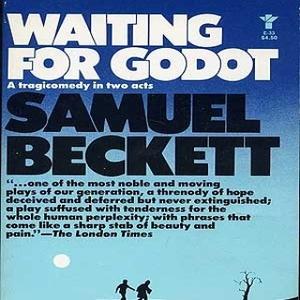 WAITING
FOR GODOT
E-33
$4.50
A tragicomedy in two acts
SAMUEL
BECKETT
“...one of the most noble and moving
plays of our generation, a threnody of hope
deceived and deferred but never extinguished;
a play suffused with tenderness for the
whole human perplexity; with phrases that
come like a sharp stab of beauty and
pain.”—The London Times